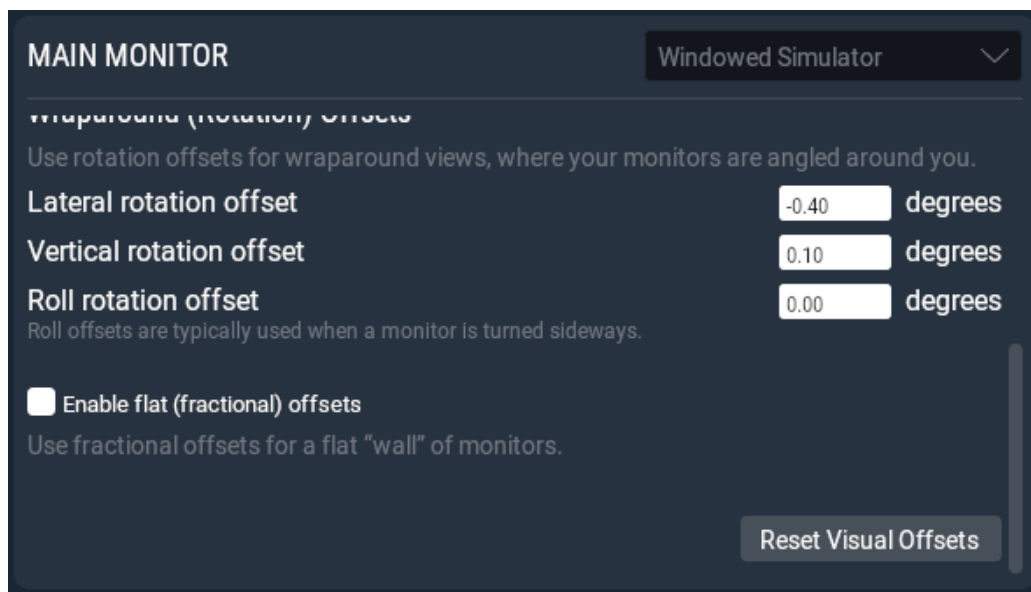 MAIN MONITOR
Windowed Simulator
Wraparound (Rotation) Offsets
Use rotation offsets for wraparound views, where your monitors are angled around you.
Lateral rotation offset -0.40 degrees
Vertical rotation offset 0.10 degrees
Roll rotation offset 0.00 degrees
Roll offsets are typically used when a monitor is turned sideways.
Enable flat (fractional) offsets
Use fractional offsets for a flat “wall” of monitors.
Reset Visual Offsets